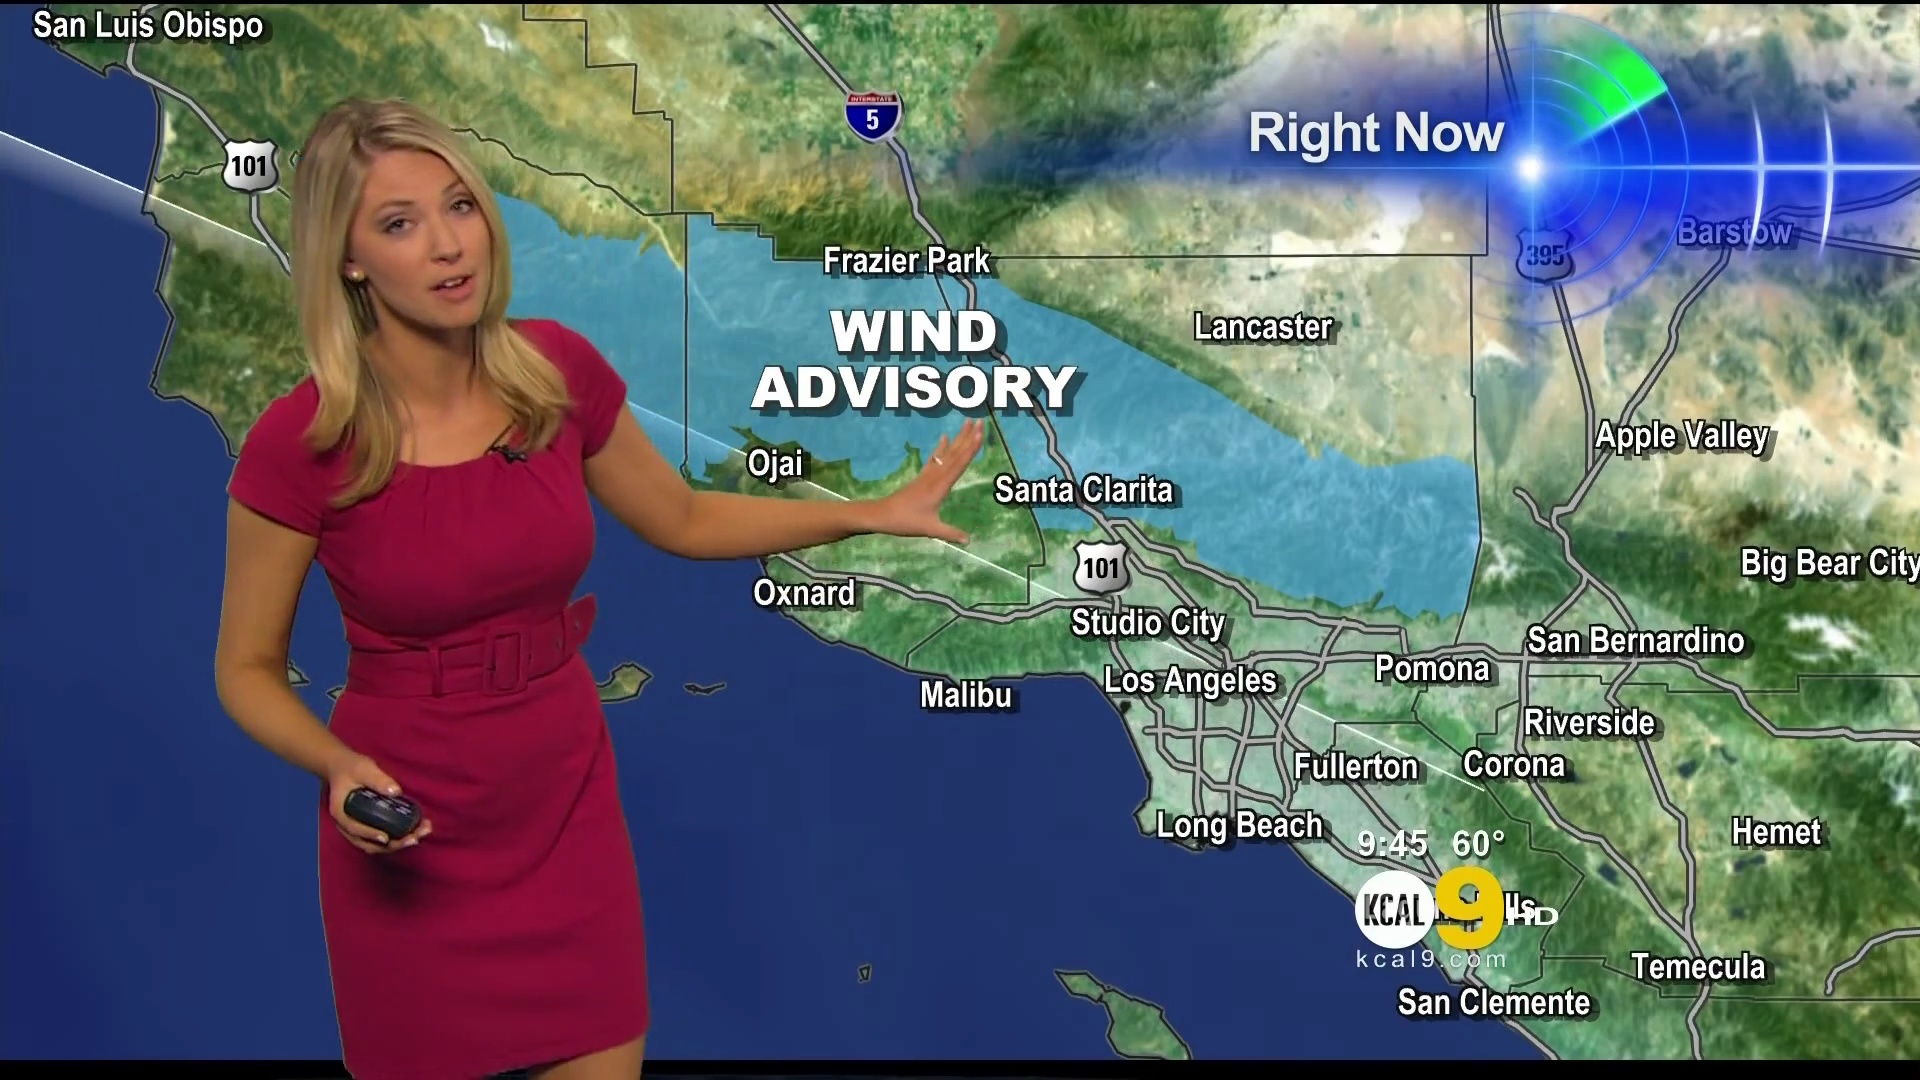 San Luis Obispo
INTERSTATE
5
Right Now
101
Barstow
395
Frazier Park
WIND
ADVISORY
Lancaster
Apple Valley
Ojai
Santa Clarita
101
Big Bear City
Oxnard
Studio City
San Bernardino
Pomona
Los Angeles
Malibu
Riverside
Fullerton
Corona
Long Beach
Hemet
9:45 60°
KCAL 9 HD
kcal9.com
Temecula
San Clemente